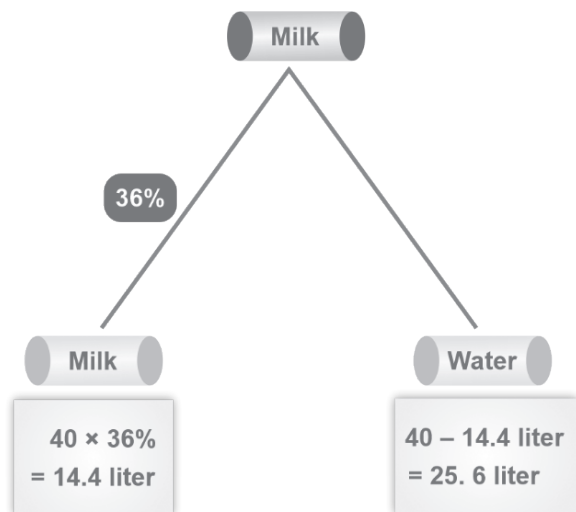 Milk
36%
Milk
Water
40 × 36%
= 14.4 liter
40 – 14.4 liter
= 25. 6 liter